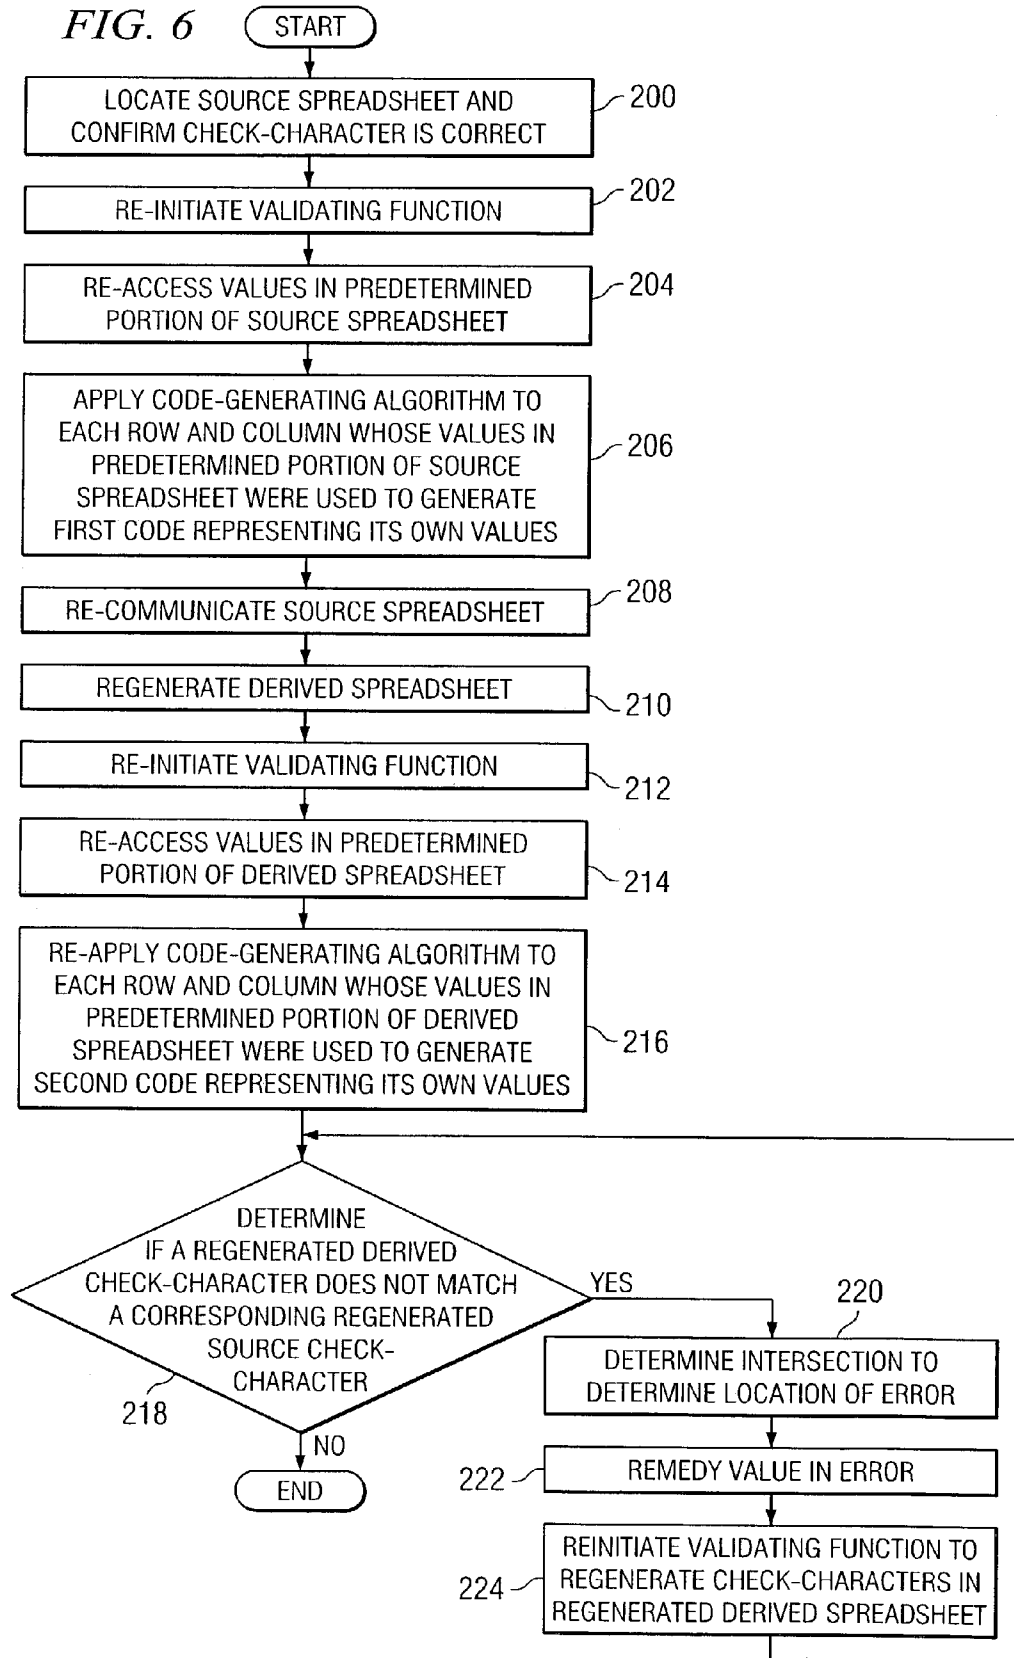 FIG. 6
START
LOCATE SOURCE SPREADSHEET AND
CONFIRM CHECK-CHARACTER IS CORRECT
200
RE-INITIATE VALIDATING FUNCTION
202
RE-ACCESS VALUES IN PREDETERMINED
PORTION OF SOURCE SPREADSHEET
204
APPLY CODE-GENERATING ALGORITHM TO
EACH ROW AND COLUMN WHOSE VALUES IN
PREDETERMINED PORTION OF SOURCE
SPREADSHEET WERE USED TO GENERATE
FIRST CODE REPRESENTING ITS OWN VALUES
206
RE-COMMUNICATE SOURCE SPREADSHEET
208
REGENERATE DERIVED SPREADSHEET
210
RE-INITIATE VALIDATING FUNCTION
212
RE-ACCESS VALUES IN PREDETERMINED
PORTION OF DERIVED SPREADSHEET
214
RE-APPLY CODE-GENERATING ALGORITHM TO
EACH ROW AND COLUMN WHOSE VALUES IN
PREDETERMINED PORTION OF DERIVED
SPREADSHEET WERE USED TO GENERATE
SECOND CODE REPRESENTING ITS OWN VALUES
216
DETERMINE
IF A REGENERATED DERIVED
CHECK-CHARACTER DOES NOT MATCH
A CORRESPONDING REGENERATED
SOURCE CHECK-
CHARACTER
218
YES
NO
END
220
DETERMINE INTERSECTION TO
DETERMINE LOCATION OF ERROR
222
REMEDY VALUE IN ERROR
224
REINITIATE VALIDATING FUNCTION TO
REGENERATE CHECK-CHARACTERS IN
REGENERATED DERIVED SPREADSHEET